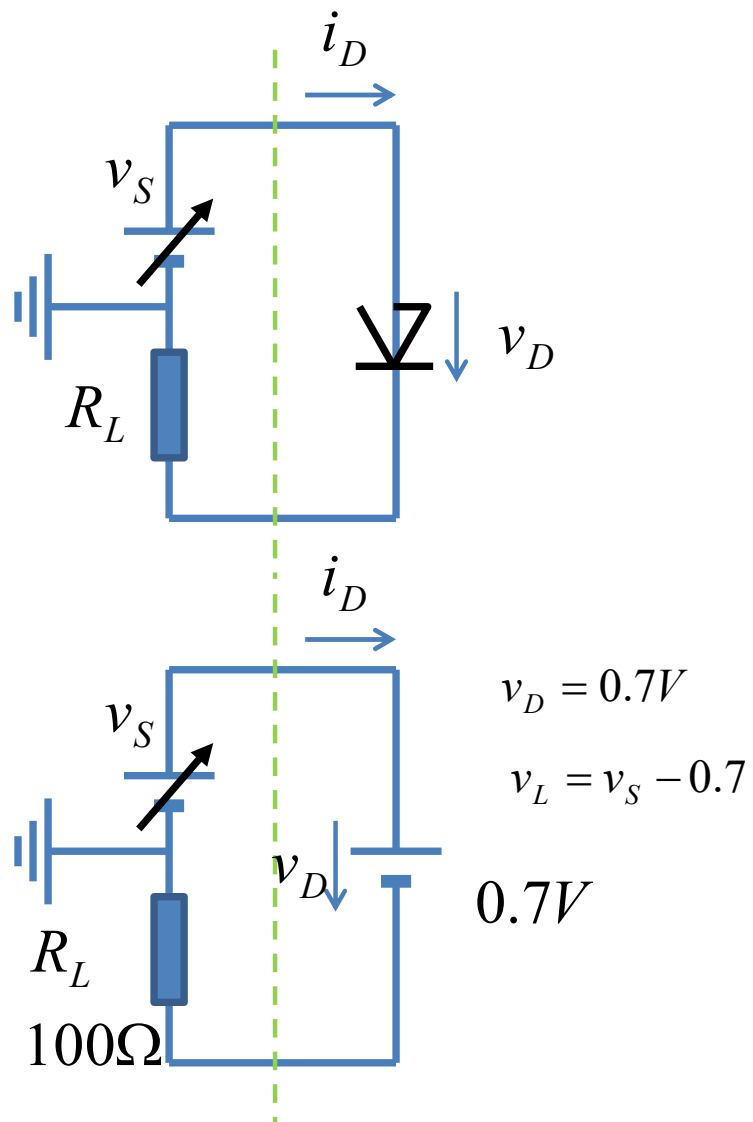 i_D
v_S
v_D
R_L
i_D
v_D = 0.7V
v_S
v_L = v_S − 0.7
v_D
0.7V
R_L
100Ω